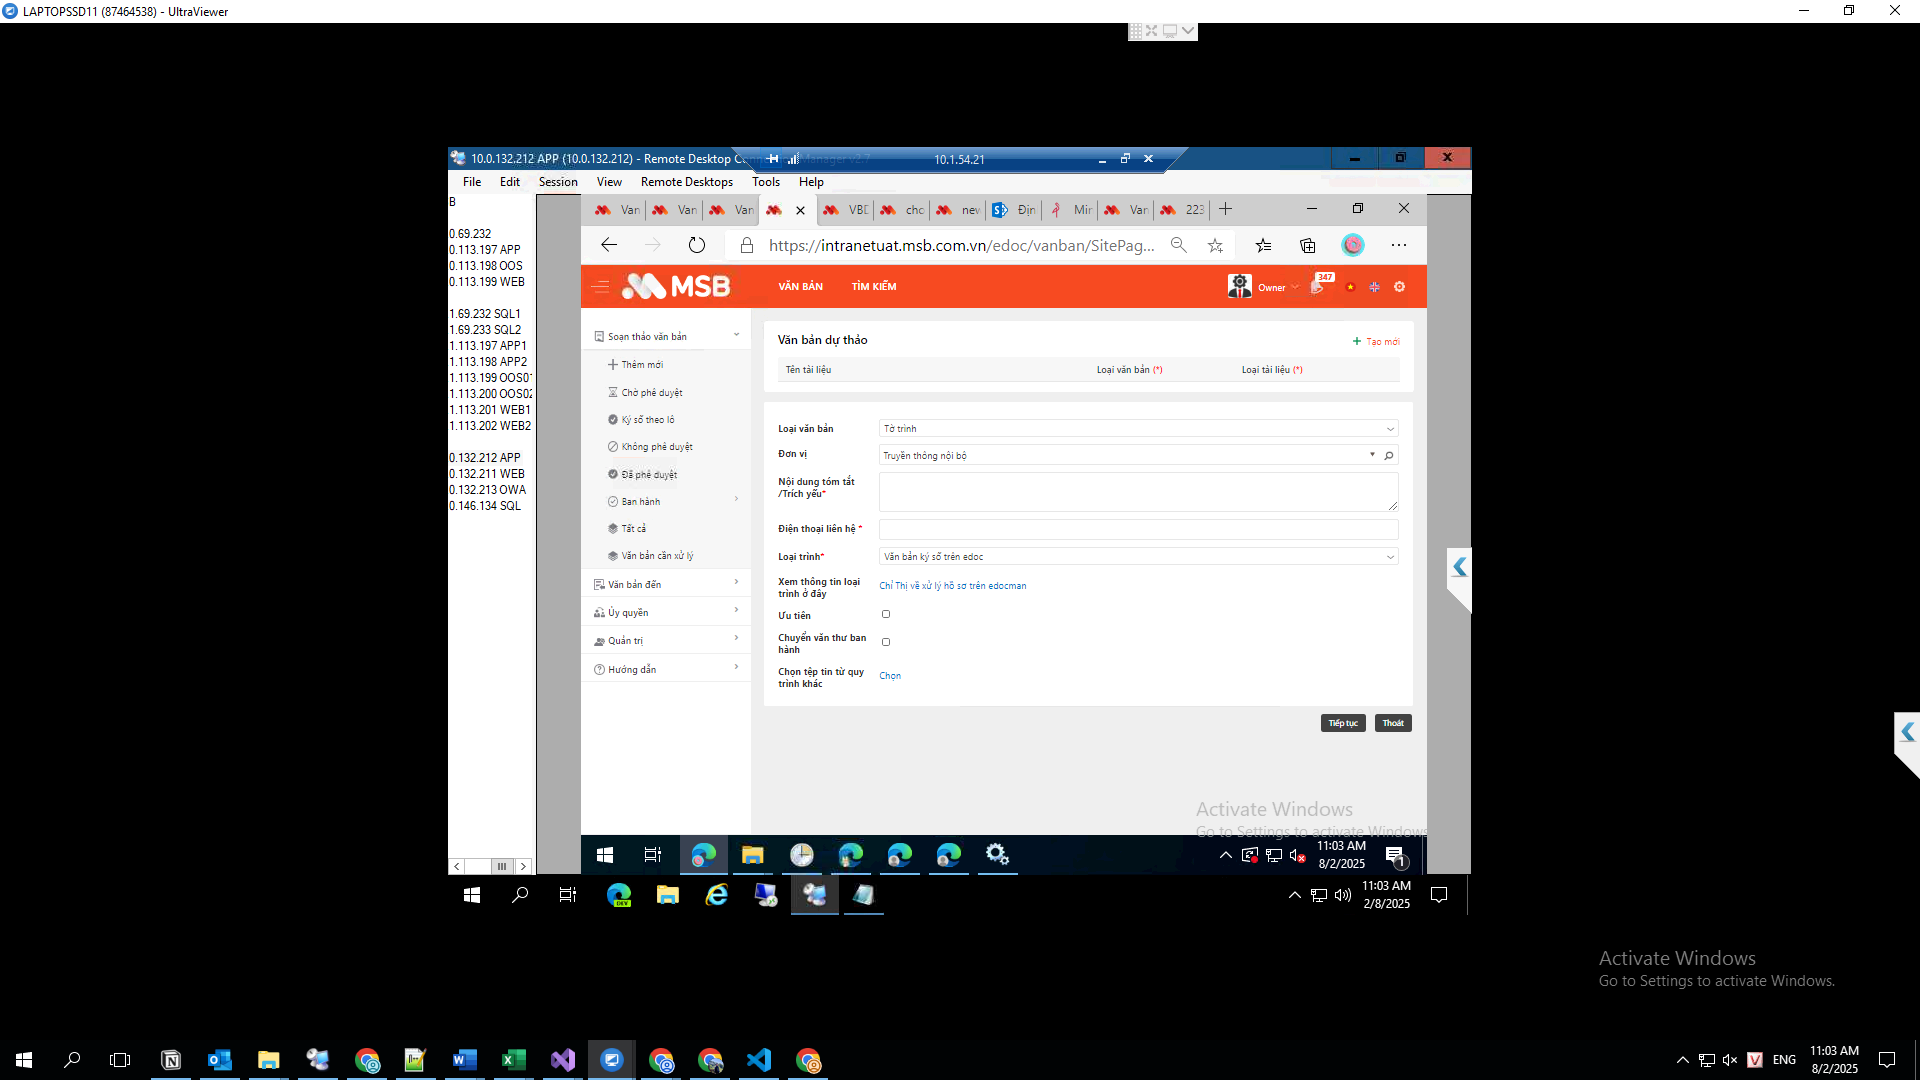 LAPTOPSSD11 (87464538) - UltraViewer
10.0.132.212 APP (10.0.132.212) - Remote Desktop Connection Manager v2.7
10.1.54.21
File Edit Session View Remote Desktops Tools Help
B
0.69.232
0.113.197 APP
0.113.198 OOS
0.113.199 WEB
1.69.232 SQL1
1.69.233 SQL2
1.113.197 APP1
1.113.198 APP2
1.113.199 OOS01
1.113.200 OOS02
1.113.201 WEB1
1.113.202 WEB2
0.132.212 APP
0.132.211 WEB
0.132.213 OWA
0.146.134 SQL
Van Van Van VBD chc nev Địn Mir Van 223
https://intranetuat.msb.com.vn/edoc/vanban/SitePag...
MSB VĂN BẢN TÌM KIẾM Owner 347
Soạn thảo văn bản
Thêm mới
Chờ phê duyệt
Ký số theo lô
Không phê duyệt
Đã phê duyệt
Ban hành
Tất cả
Văn bản cần xử lý
Văn bản đến
Ủy quyền
Quản trị
Hướng dẫn
Văn bản dự thảo
Tạo mới
Tên tài liệu Loại văn bản (*) Loại tài liệu (*)
Loại văn bản Tờ trình
Đơn vị Truyền thông nội bộ
Nội dung tóm tắt
/Trích yếu*
Điện thoại liên hệ *
Loại trình* Văn bản ký số trên edoc
Xem thông tin loại
trình ở đây Chỉ Thị về xử lý hồ sơ trên edocman
Ưu tiên
Chuyển văn thư ban
hành
Chọn tệp tin từ quy
trình khác Chọn
Tiếp tục Thoát
Activate Windows
Go to Settings to activate Windows
11:03 AM
8/2/2025
1
DEV
11:03 AM
2/8/2025
Activate Windows
Go to Settings to activate Windows.
ENG
11:03 AM
8/2/2025